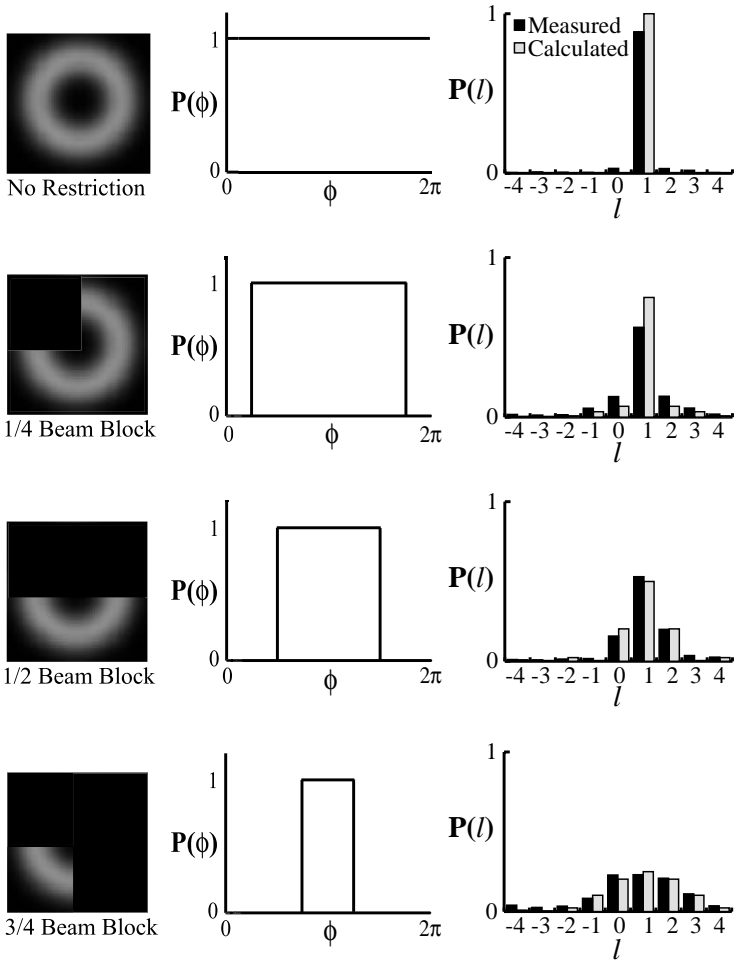 1
P(ϕ)
0
0
ϕ
2π
No Restriction
1
Measured
Calculated
P(l)
0
-4 -3 -2 -1 0 1 2 3 4
l
1
P(ϕ)
0
0
ϕ
2π
1/4 Beam Block
1
P(l)
0
-4 -3 -2 -1 0 1 2 3 4
l
1
P(ϕ)
0
0
ϕ
2π
1/2 Beam Block
1
P(l)
0
-4 -3 -2 -1 0 1 2 3 4
l
1
P(ϕ)
0
0
ϕ
2π
3/4 Beam Block
1
P(l)
0
-4 -3 -2 -1 0 1 2 3 4
l